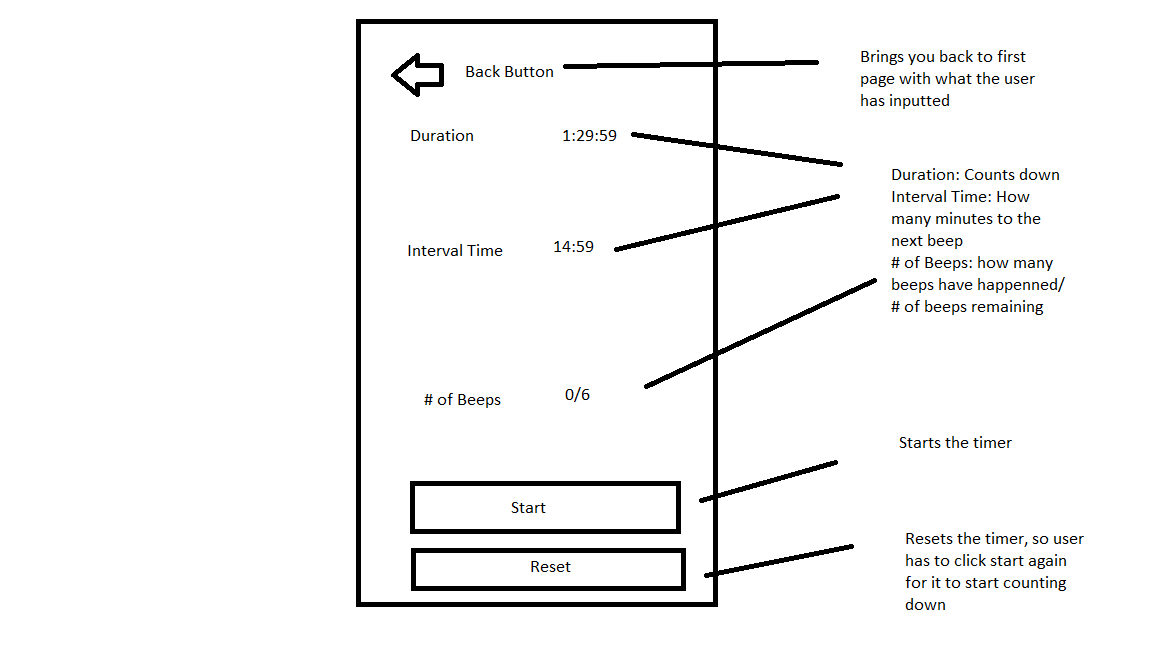 Back Button
Brings you back to first
page with what the user
has inputted
Duration 1:29:59
Duration: Counts down
Interval Time: How
many minutes to the
next beep
# of Beeps: how many
beeps have happenned/
# of beeps remaining
Interval Time 14:59
# of Beeps 0/6
Starts the timer
Start
Resets the timer, so user
has to click start again
for it to start counting
down
Reset